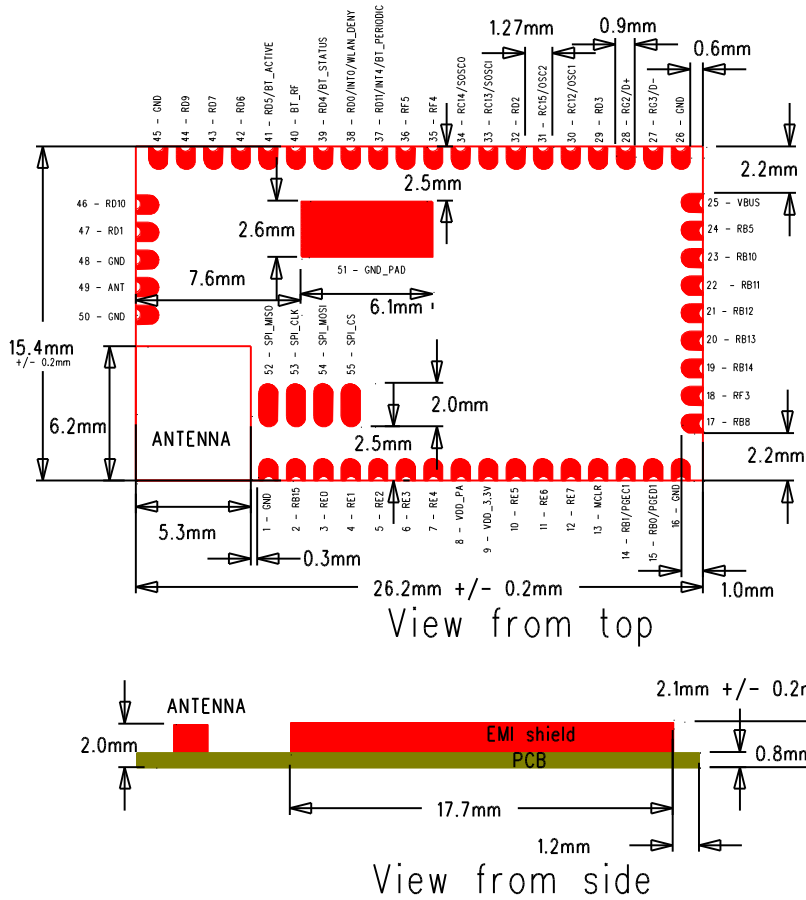 1.27mm
0.9mm
0.6mm
45 - GND
44 - RD9
43 - RD7
42 - RD6
41 - RD5/BT_ACTIVE
40 - BT_RF
39 - RD4/BT_STATUS
38 - RD0/INT0/WLAN_DENY
37 - RD11/INT4/BT_PERIODIC
36 - RF5
35 - RF4
34 - RC14/SOSCO
33 - RC13/SOSCI
32 - RD2
31 - RC15/OSC2
30 - RC12/OSC1
29 - RD3
28 - RG2/D+
27 - RG3/D-
26 - GND
2.2mm
2.5mm
46 - RD10
47 - RD1
48 - GND
49 - ANT
50 - GND
2.6mm
7.6mm
51 - GND_PAD
6.1mm
25 - VBUS
24 - RB5
23 - RB10
22 - RB11
21 - RB12
20 - RB13
19 - RB14
18 - RF3
17 - RB8
52 - SPI_MISO
53 - SPI_CLK
54 - SPI_MOSI
55 - SPI_CS
15.4mm
+/- 0.2mm
2.0mm
6.2mm
ANTENNA
2.5mm
2.2mm
1 - GND
2 - RB15
3 - RE0
4 - RE1
5 - RE2
6 - RE3
7 - RE4
8 - VDD_PA
9 - VDD_3.3V
10 - RE5
11 - RE6
12 - RE7
13 - MCLR
14 - RB1/PGEC1
15 - RB0/PGED1
16 - GND
5.3mm
0.3mm
26.2mm +/- 0.2mm
1.0mm
View from top
2.1mm +/- 0.2m
ANTENNA
2.0mm
EMI shield
PCB
0.8mm
17.7mm
1.2mm
View from side